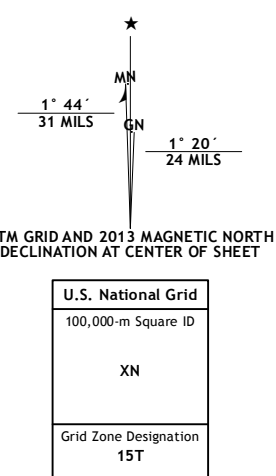 ★
MN
1° 44´
31 MILS
GN
1° 20´
24 MILS
TM GRID AND 2013 MAGNETIC NORTH
DECLINATION AT CENTER OF SHEET
U.S. National Grid
100,000-m Square ID
XN
Grid Zone Designation
15T